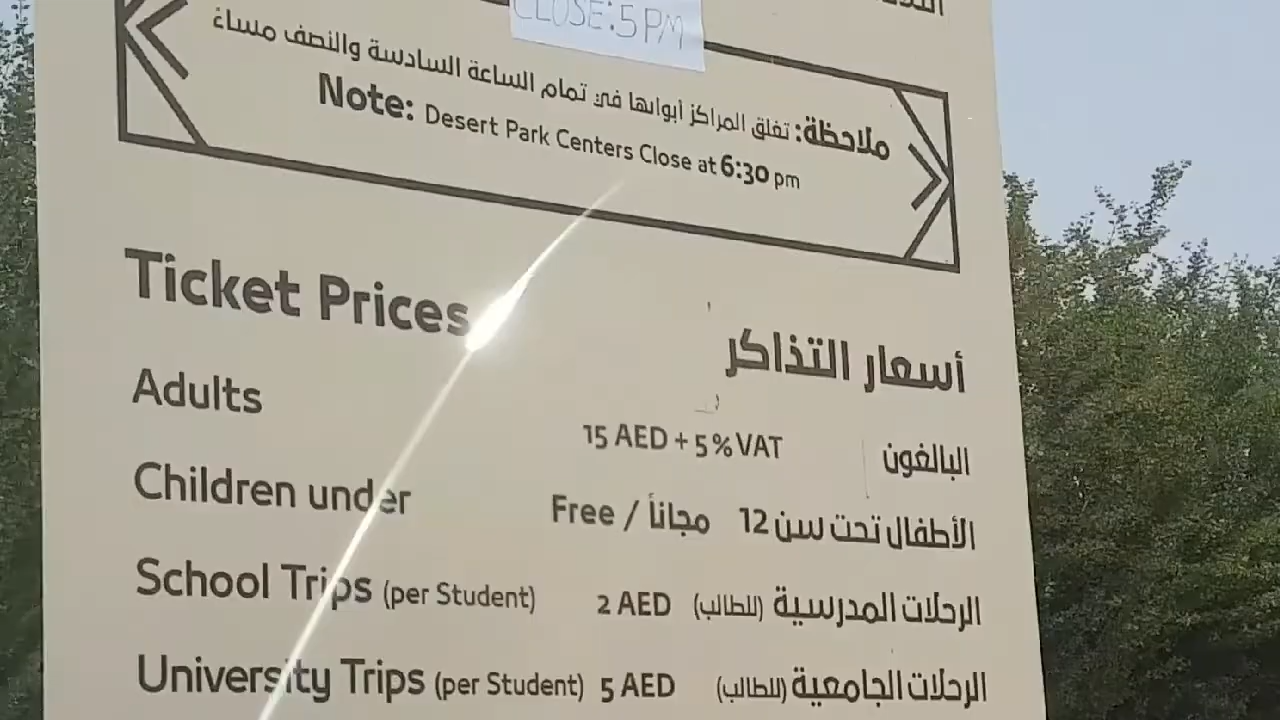 CLOSE:5PM
ملاحظة: تغلق المراكز أبوابها في تمام الساعة السادسة والنصف مساءً
Note: Desert Park Centers Close at 6:30 pm
Ticket Prices
أسعار التذاكر
Adults 15 AED + 5% VAT البالغون
Children under Free / مجاناً الأطفال تحت سن 12
School Trips (per Student) 2 AED الرحلات المدرسية (للطالب)
University Trips (per Student) 5 AED الرحلات الجامعية (للطالب)